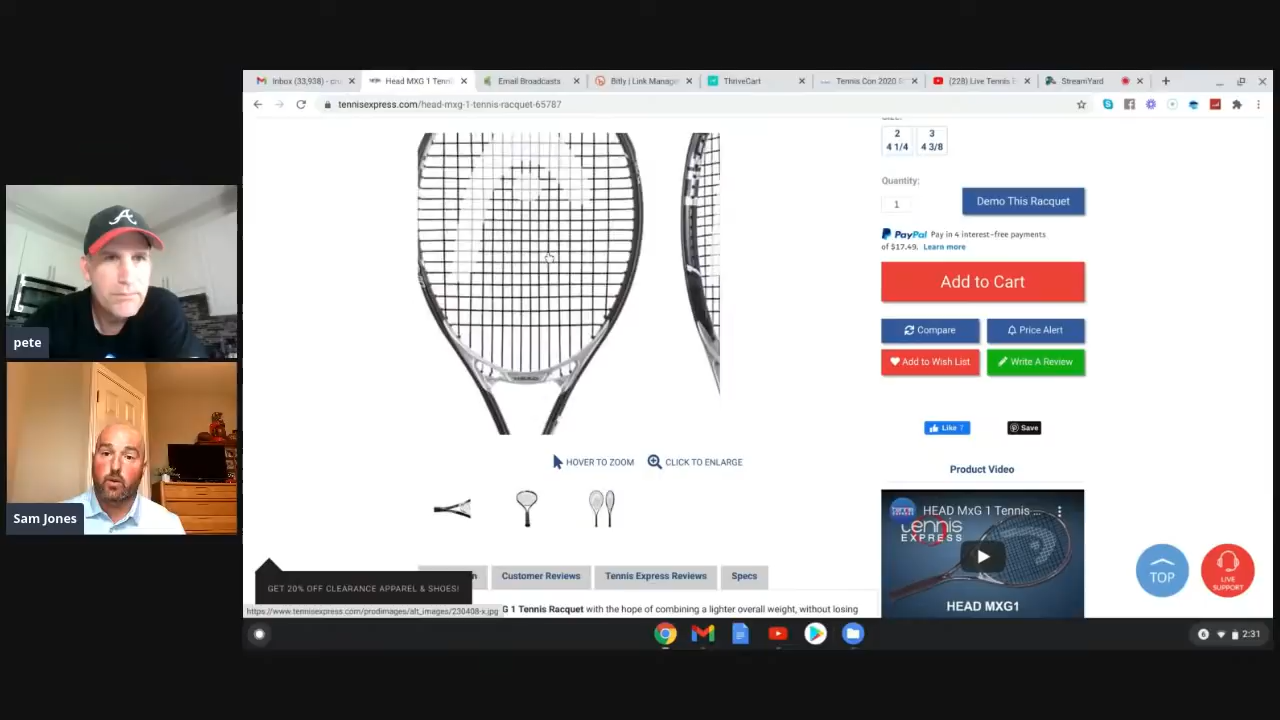 Inbox (33,938) - cr
Head MXG 1 Tenni
Email Broadcasts
Bitly | Link Manage
ThriveCart
Tennis Con 2020
(228) Live Tennis E
StreamYard
tennisexpress.com/head-mxg-1-tennis-racquet-65787
SIZE:
2
4 1/4
3
4 3/8
Quantity:
1
Demo This Racquet
PayPal Pay in 4 interest-free payments
of $17.49. Learn more
Add to Cart
Compare
Price Alert
Add to Wish List
Write A Review
Like 7
Save
HOVER TO ZOOM
CLICK TO ENLARGE
Product Video
HEAD MxG 1 Tennis ...
tennis
EXPRESS
HEAD MXG1
TOP
LIVE
SUPPORT
n
Customer Reviews
Tennis Express Reviews
Specs
GET 20% OFF CLEARANCE APPAREL & SHOES!
G 1 Tennis Racquet with the hope of combining a lighter overall weight, without losing
https://www.tennisexpress.com/prodimages/alt_images/230408-x.jpg
2:31
A
pete
Sam Jones